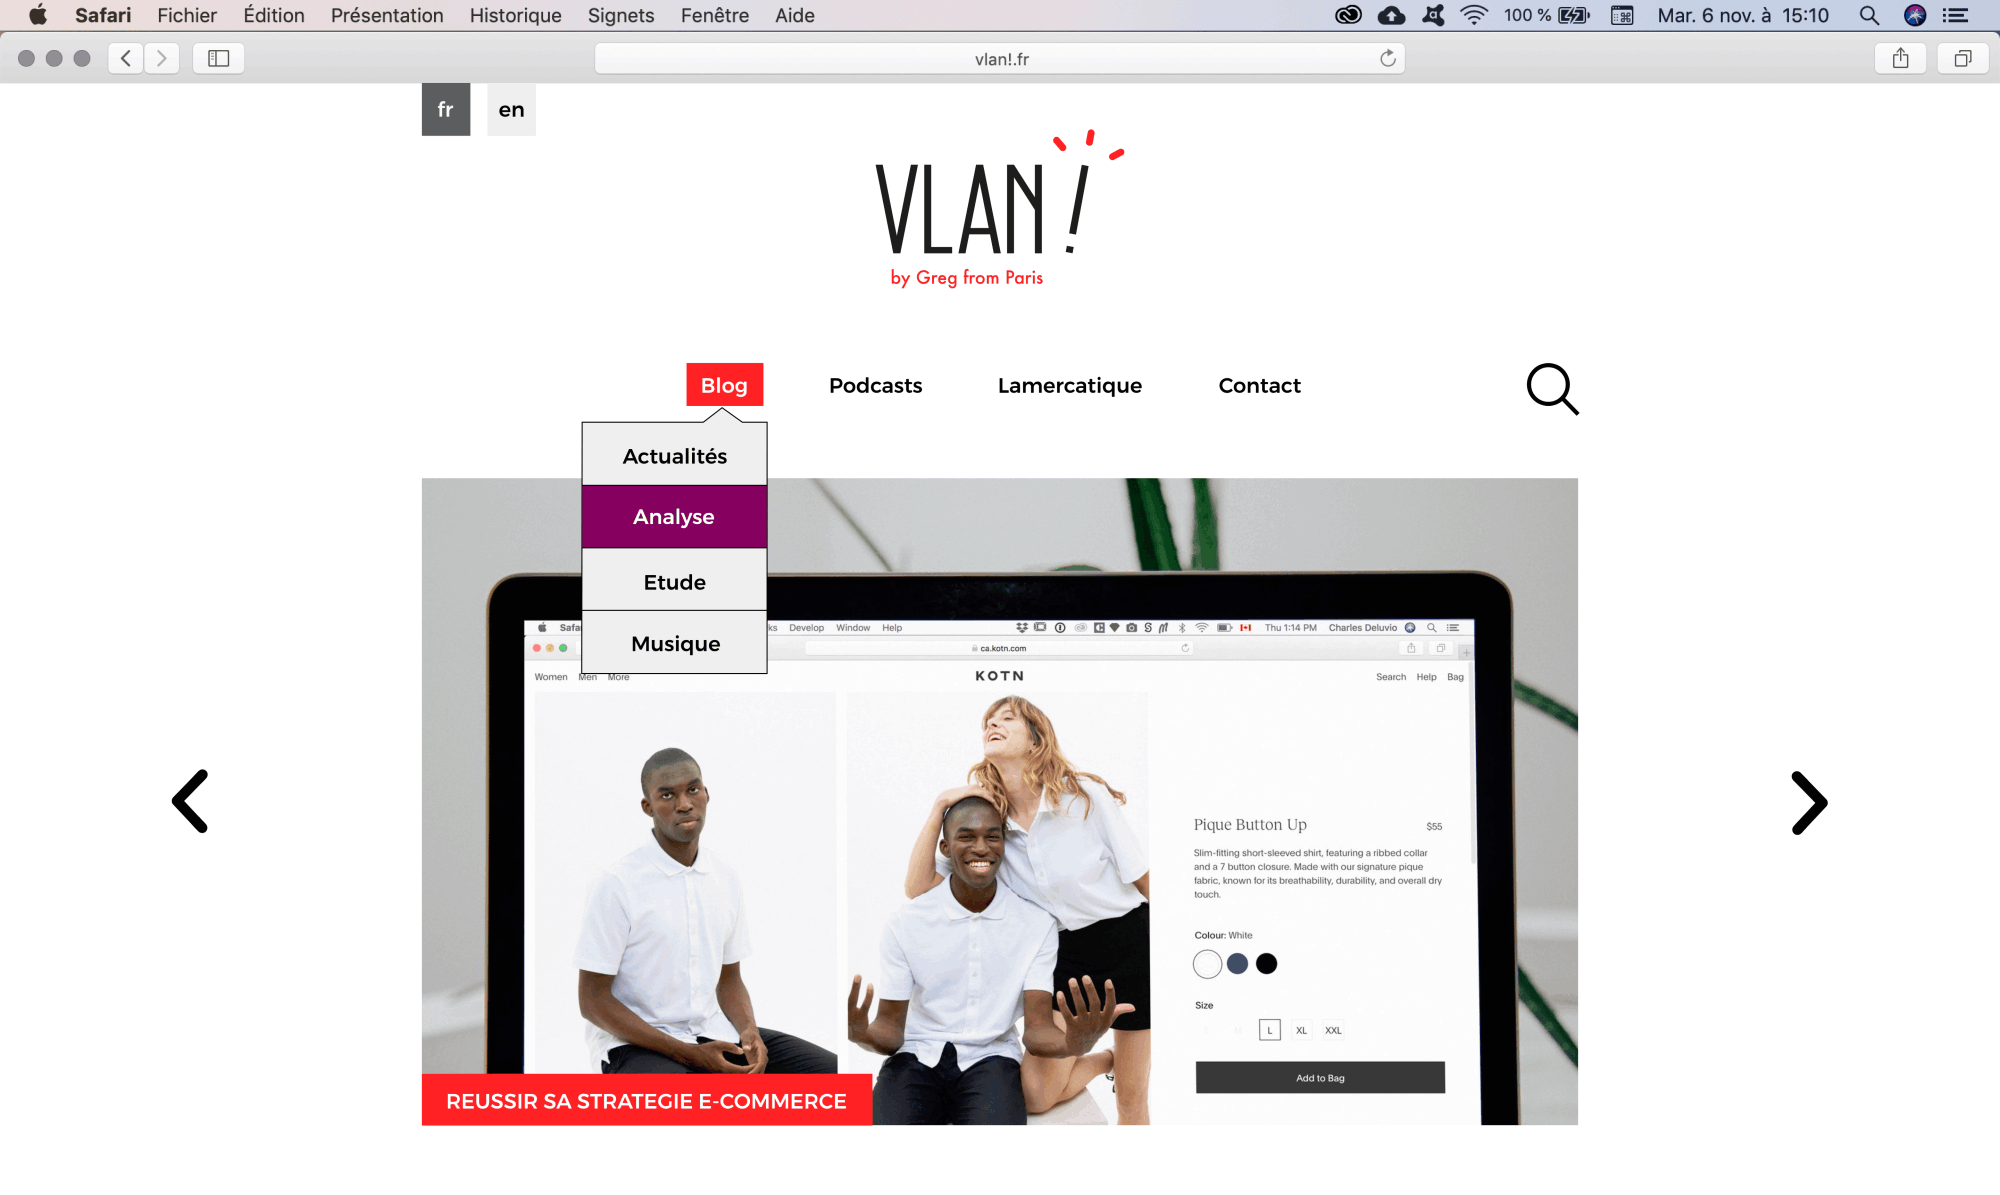 Safari Fichier Édition Présentation Historique Signets Fenêtre Aide 100 % Mar. 6 nov. à 15:10
vlan!.fr
fr en
VLAN!
by Greg from Paris
Blog Podcasts Lamercatique Contact
Actualités
Analyse
Etude
Musique
Develop Window Help Thu 1:14 PM Charles Deluvio
ca.kotn.com
Women Men More KOTN Search Help Bag
Pique Button Up $55
Slim-fitting short-sleeved shirt, featuring a ribbed collar
and a 7 button closure. Made with our signature pique
fabric, known for its breathability, durability, and overall dry
touch.
Colour: White
Size
L XL XXL
Add to Bag
REUSSIR SA STRATEGIE E-COMMERCE